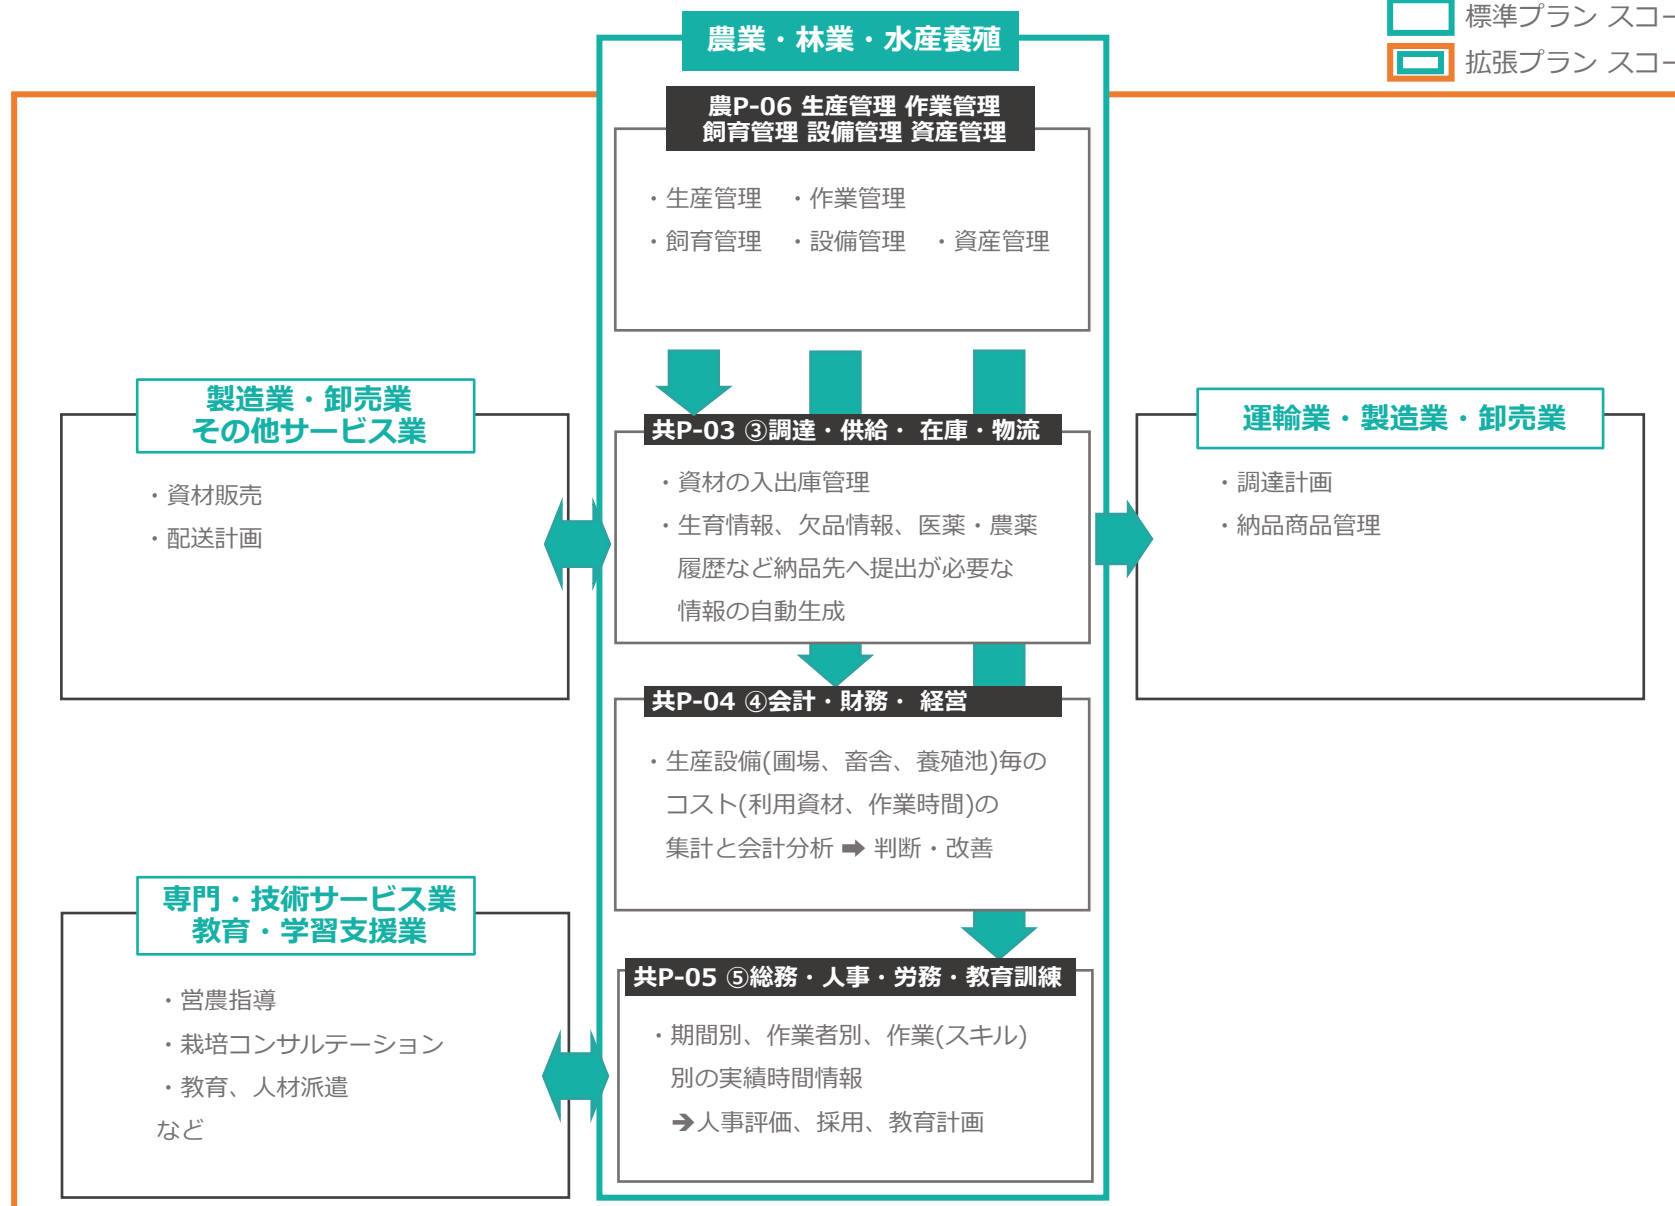 標準プラン スコー
拡張プラン スコー
農業・林業・水産養殖
農P-06 生産管理 作業管理
飼育管理 設備管理 資産管理
・生産管理　・作業管理
・飼育管理　・設備管理　・資産管理
製造業・卸売業
その他サービス業
・資材販売
・配送計画
共P-03 ③調達・供給・ 在庫・物流
・資材の入出庫管理
・生育情報、欠品情報、医薬・農薬
履歴など納品先へ提出が必要な
情報の自動生成
運輸業・製造業・卸売業
・調達計画
・納品商品管理
共P-04 ④会計・財務・ 経営
・生産設備(圃場、畜舎、養殖池)毎の
コスト(利用資材、作業時間)の
集計と会計分析 ➡ 判断・改善
専門・技術サービス業
教育・学習支援業
・営農指導
・栽培コンサルテーション
・教育、人材派遣
など
共P-05 ⑤総務・人事・労務・教育訓練
・期間別、作業者別、作業(スキル)
別の実績時間情報
➔人事評価、採用、教育計画